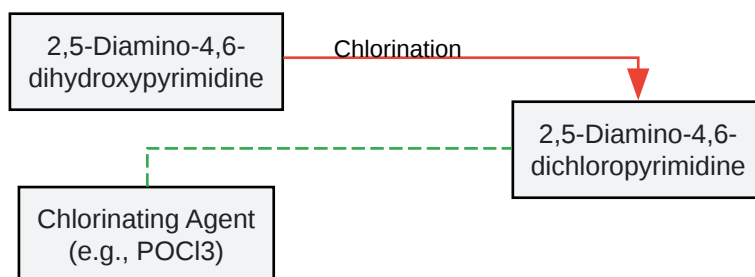 2,5-Diamino-4,6-
dihydroxypyrimidine
Chlorination
2,5-Diamino-4,6-
dichloropyrimidine
Chlorinating Agent
(e.g., POCl3)